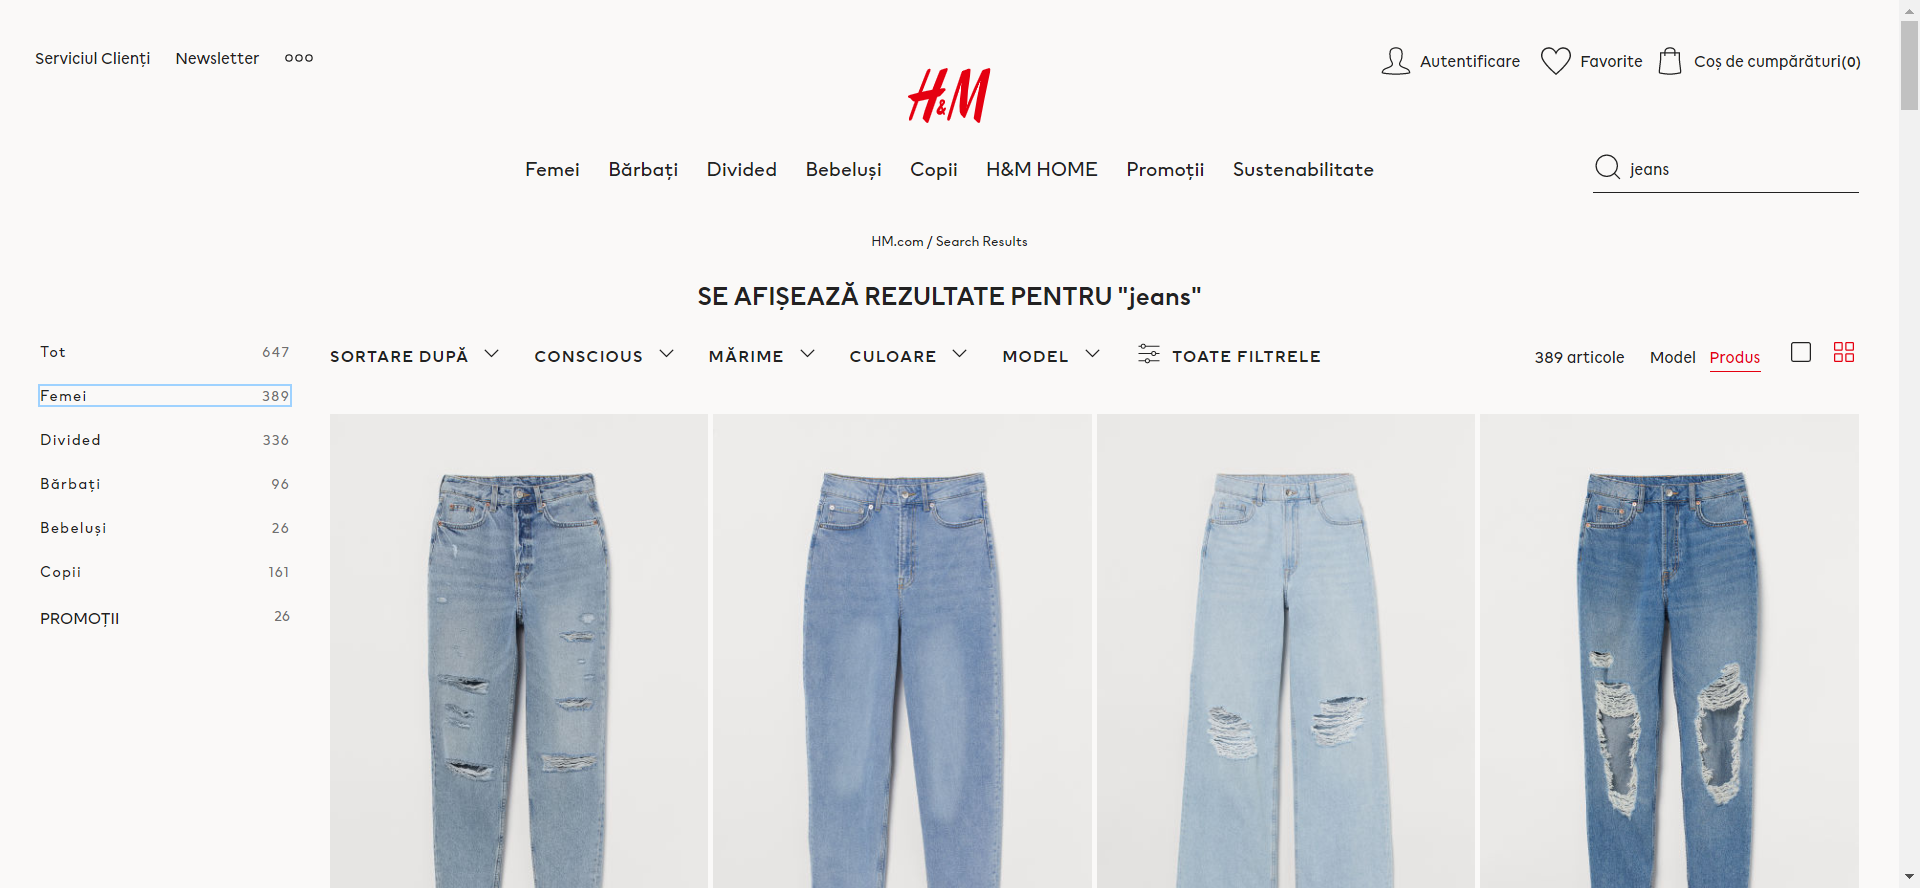 Serviciul Clienți Newsletter
Autentificare Favorite Coș de cumpărături(0)
H&M
Femei Bărbați Divided Bebeluși Copii H&M HOME Promoții Sustenabilitate
jeans
HM.com / Search Results
SE AFIȘEAZĂ REZULTATE PENTRU "jeans"
Tot 647
Femei 389
Divided 336
Bărbați 96
Bebeluși 26
Copii 161
PROMOȚII 26
SORTARE DUPĂ CONSCIOUS MĂRIME CULOARE MODEL TOATE FILTRELE
389 articole Model Produs